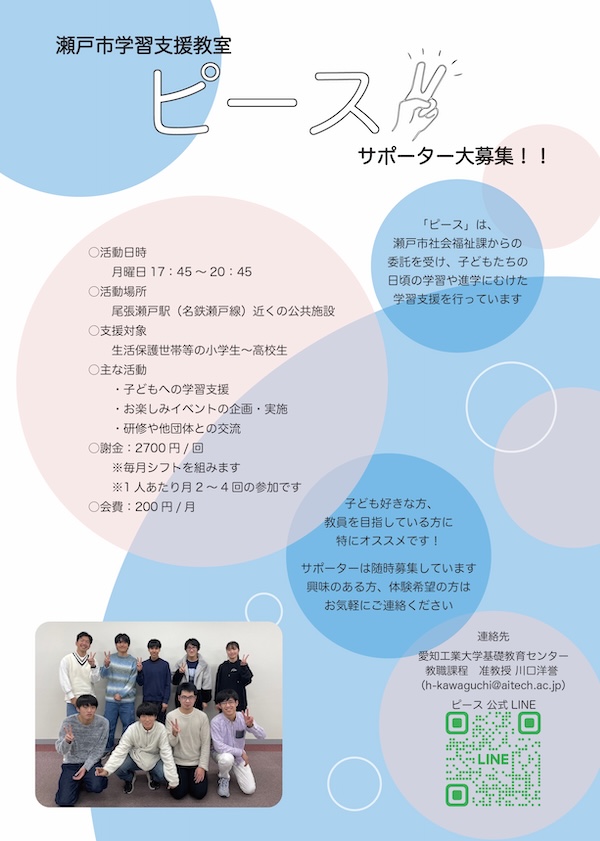 瀬戸市学習支援教室
ピース
サポーター大募集！！
「ピース」は、
瀬戸市社会福祉課からの
委託を受け、子どもたちの
日頃の学習や進学にむけた
学習支援を行っています
○活動日時
月曜日 17：45 ～ 20：45
○活動場所
尾張瀬戸駅（名鉄瀬戸線）近くの公共施設
○支援対象
生活保護世帯等の小学生～高校生
○主な活動
・子どもへの学習支援
・お楽しみイベントの企画・実施
・研修や他団体との交流
○謝金：2700 円 / 回
※毎月シフトを組みます
※1 人あたり月 2 ～ 4 回の参加です
○会費：200 円 / 月
子ども好きな方、
教員を目指している方に
特にオススメです！
サポーターは随時募集しています
興味のある方、体験希望の方は
お気軽にご連絡ください
連絡先
愛知工業大学基礎教育センター
教職課程　准教授 川口洋誉
（h-kawaguchi@aitech.ac.jp）
ピース 公式 LINE
LINE